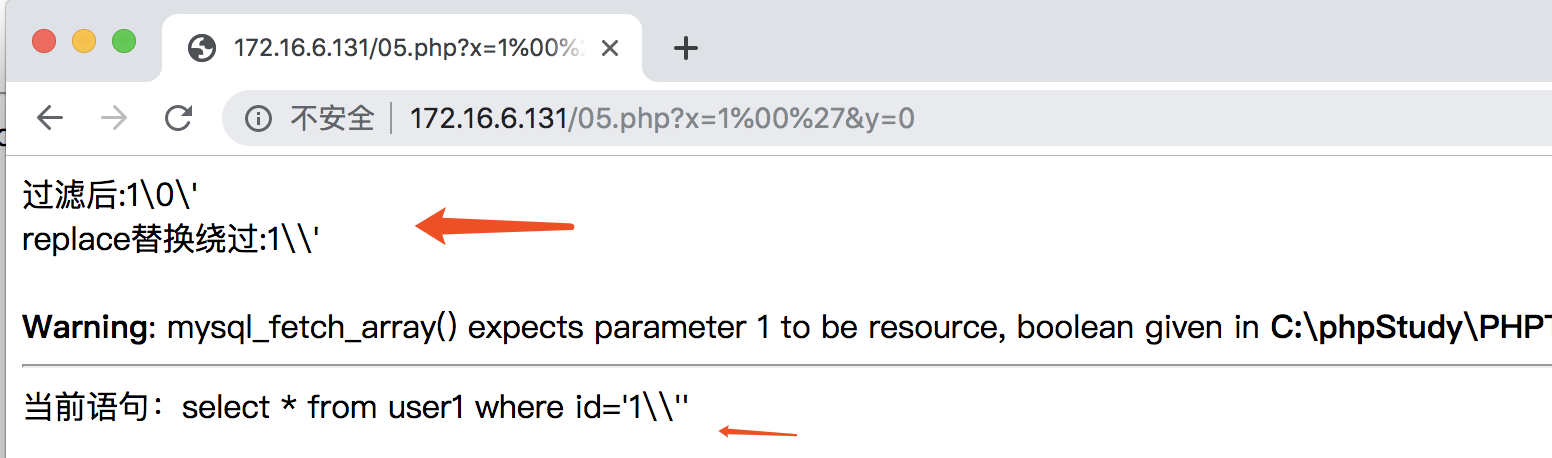 172.16.6.131/05.php?x=1%00%2
不安全 172.16.6.131/05.php?x=1%00%27&y=0
过滤后:1\0\'
replace替换绕过:1\\'
Warning: mysql_fetch_array() expects parameter 1 to be resource, boolean given in C:\phpStudy\PHPT
当前语句：select * from user1 where id='1\\''